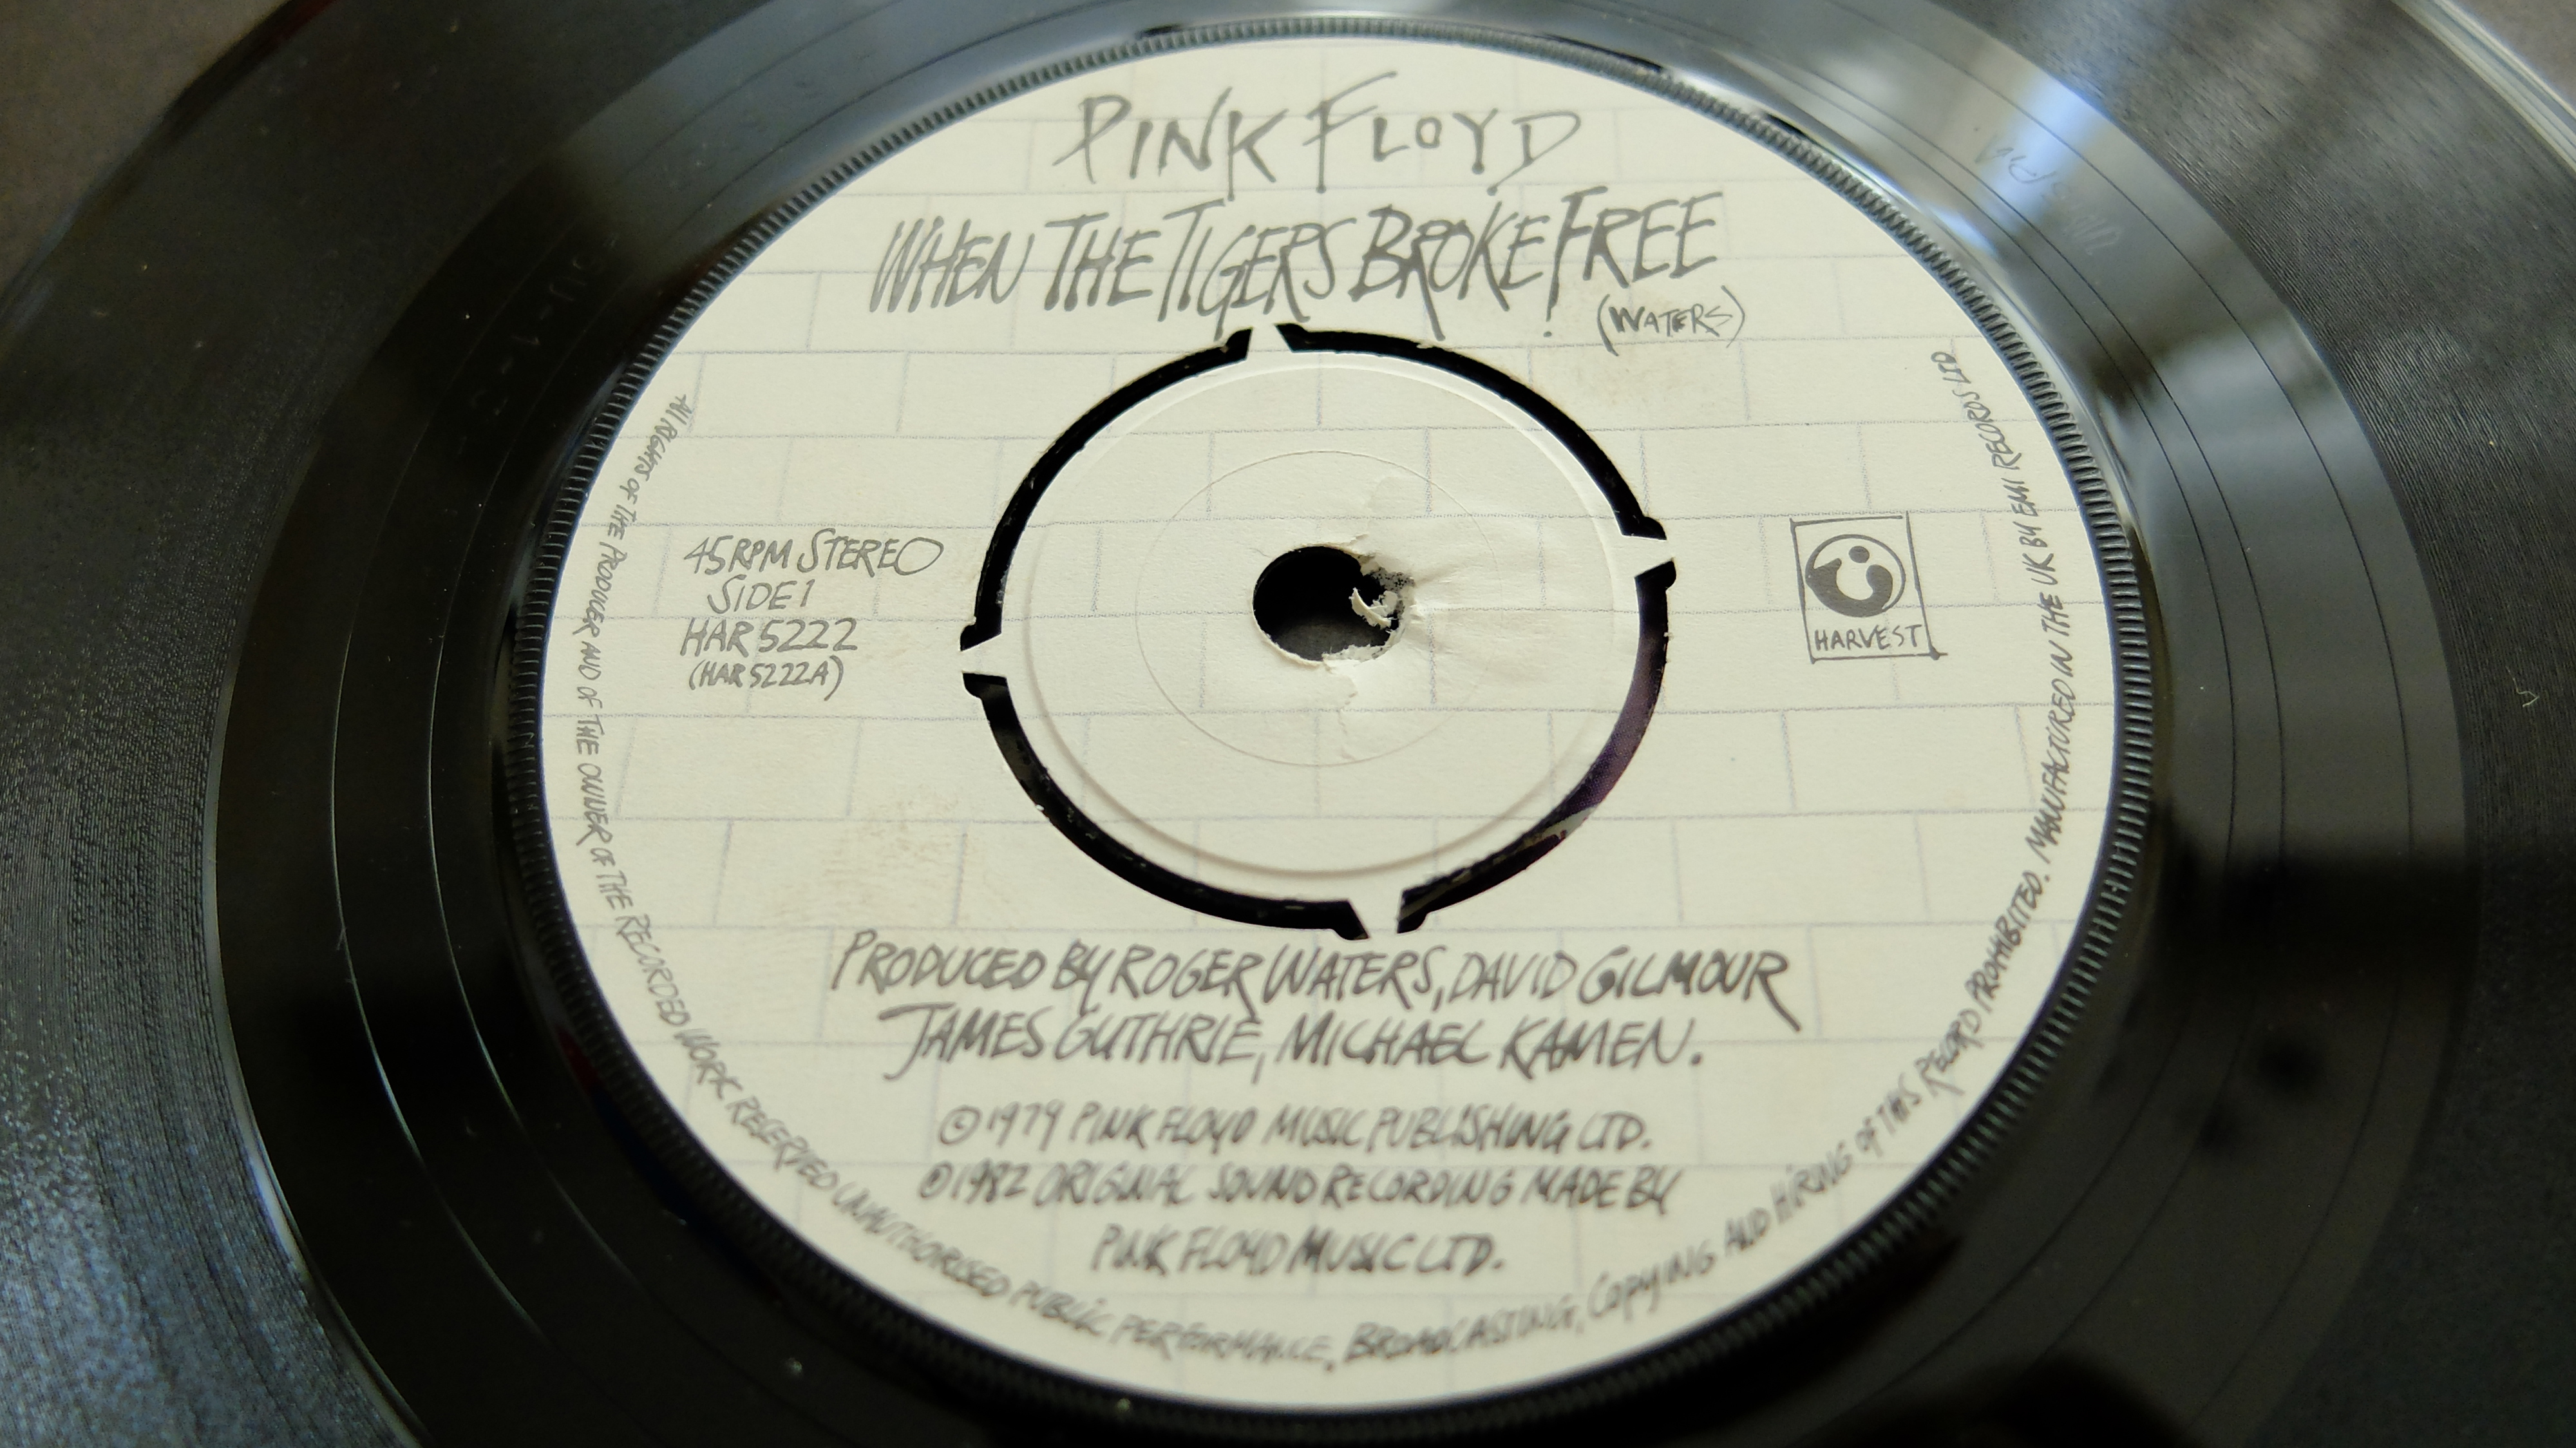 PINK FLOYD
WHEN THE TIGERS BROKE FREE
(WATERS)
45 RPM STEREO
SIDE 1
HAR 5222
(HAR 5222A)
HARVEST
PRODUCED BY ROGER WATERS, DAVID GILMOUR
JAMES GUTHRIE, MICHAEL KAMEN.
©1979 PINK FLOYD MUSIC PUBLISHING LTD.
℗1982 ORIGINAL SOUND RECORDING MADE BY
PINK FLOYD MUSIC LTD.
All RIGHTS OF THE PRODUCER AND OF THE OWNER OF THE RECORDED WORK RESERVED UNAUTHORISED PUBLIC PERFORMANCE, BROADCASTING, COPYING AND HIRING OF THIS RECORD PROHIBITED. MANUFACTURED IN THE UK BY EMI RECORDS LTD